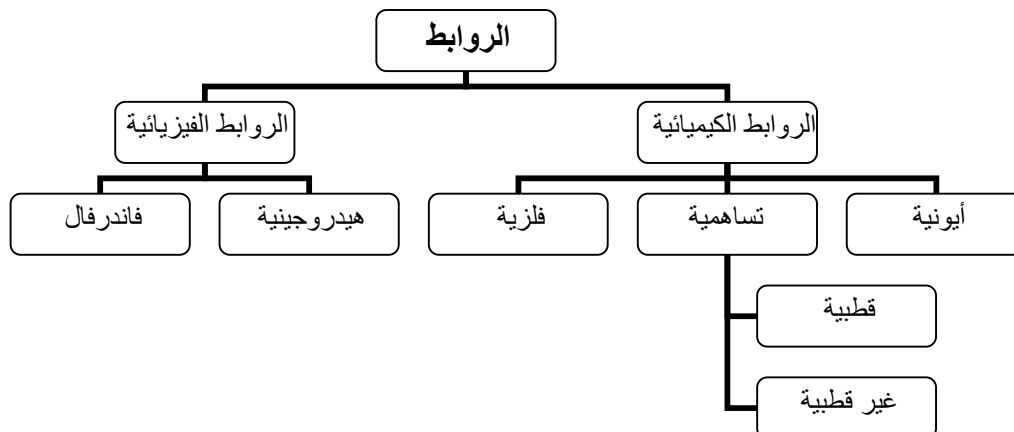 الروابط
الروابط الكيميائية
الروابط الفيزيائية
أيونية
تساهمية
فلزية
هيدروجينية
فاندرفال
قطبية
غير قطبية